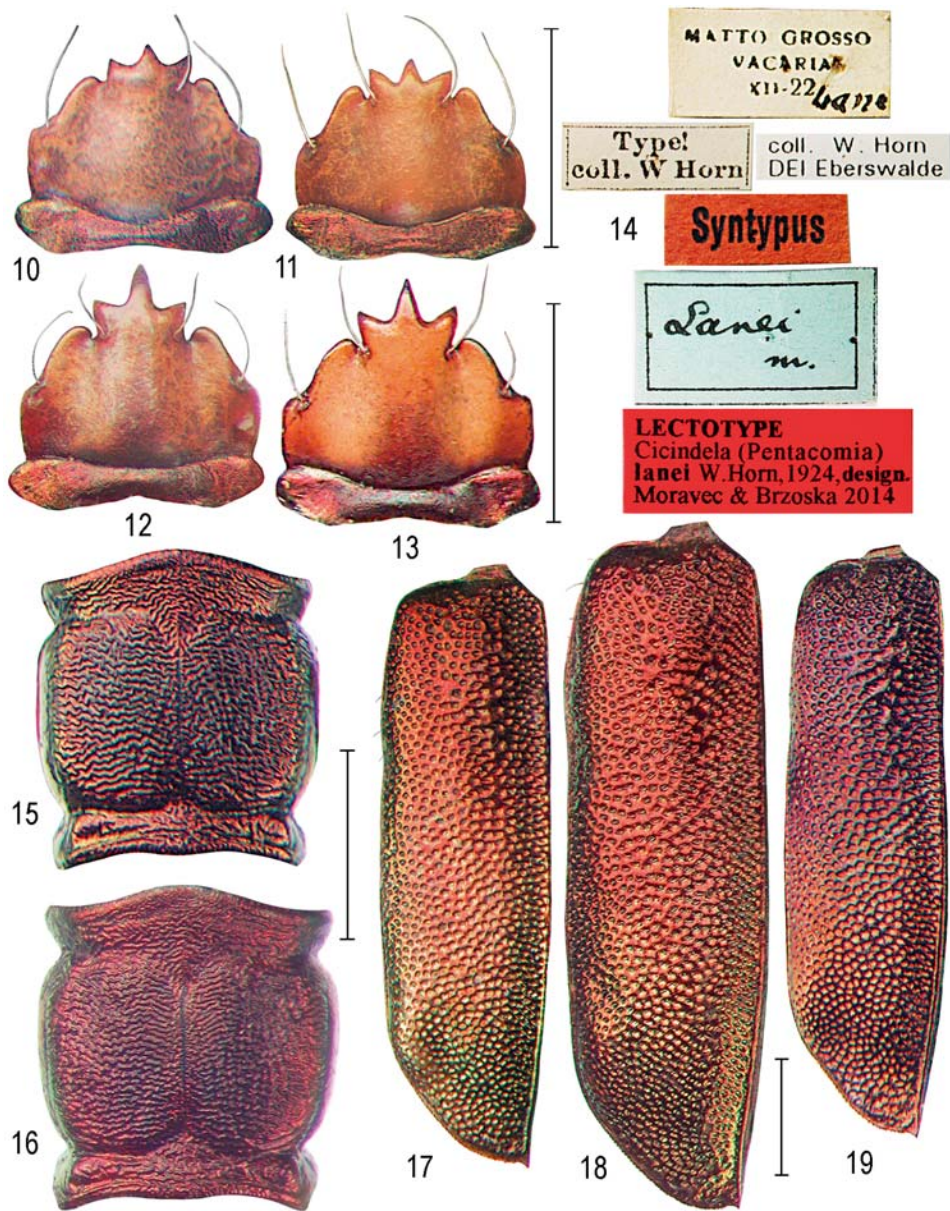 MATTO GROSSO
VACARIA
XII-22 Lane
Type!
coll. W Horn
coll. W. Horn
DEI Eberswalde
10
11
14
Syntypus
Lanei
m.
12
13
LECTOTYPE
Cicindela (Pentacomia)
lanei W.Horn, 1924, design.
Moravec & Brzoska 2014
15
16
17
18
19